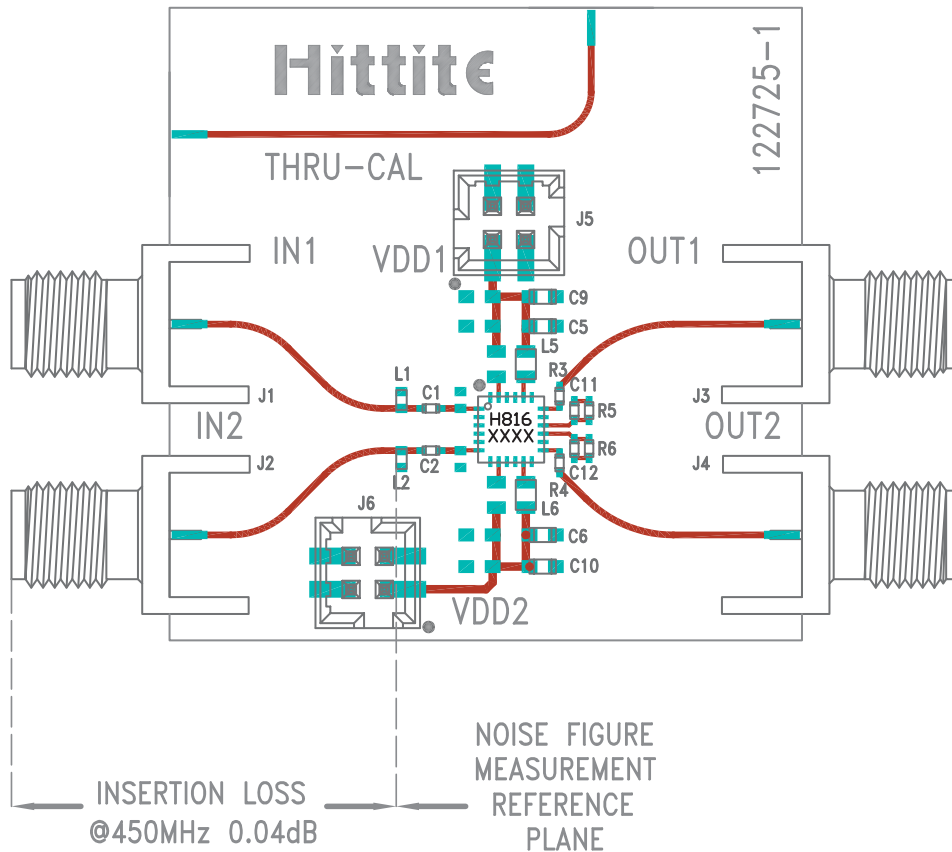 Hittite
122725-1
THRU-CAL
J5
IN1
VDD1
OUT1
C9
C5
L5
R3
C11
L1
C1
J1
J3
R5
H816
XXXX
IN2
OUT2
R6
J2
C2
L2
C12
J4
R4
L6
J6
C6
C10
VDD2
NOISE FIGURE
MEASUREMENT
REFERENCE
PLANE
INSERTION LOSS
@450MHz 0.04dB